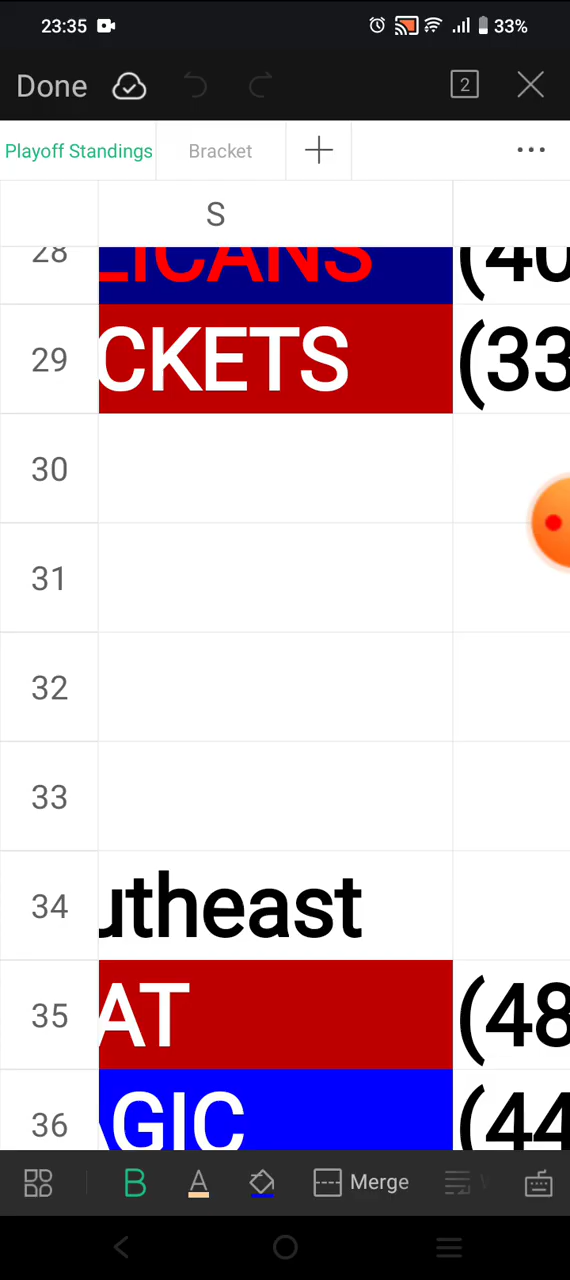 23:35 33%
Done 2
Playoff Standings Bracket
S
28 LICANS (40
29 CKETS (33
30
31
32
33
34 utheast
35 AT (48
36 GIC (44
B A Merge